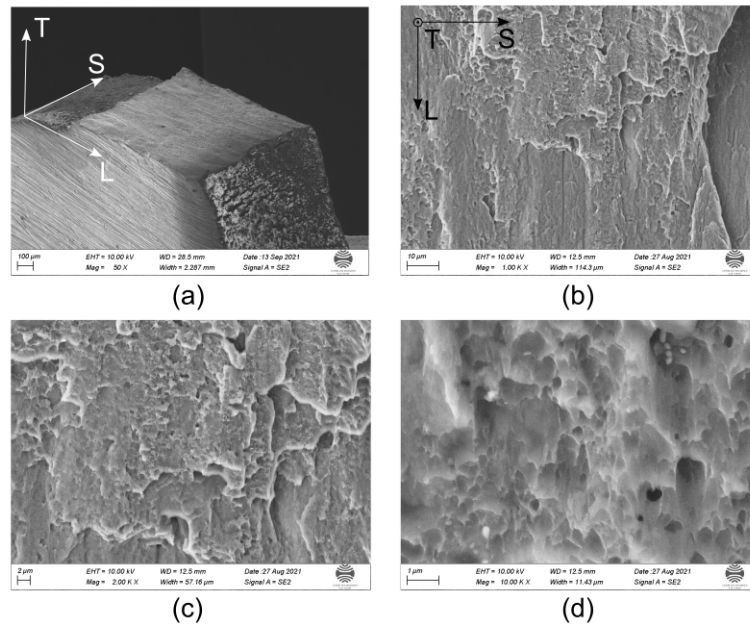 T
S
L
100 µm
EHT = 10.00 kV
WD = 28.5 mm
Date :13 Sep 2021
Mag = 50 X
Width = 2.287 mm
Signal A = SE2
(a)
T
S
L
10 µm
EHT = 10.00 kV
WD = 12.5 mm
Date :27 Aug 2021
Mag = 1.00 K X
Width = 114.3 µm
Signal A = SE2
(b)
2 µm
EHT = 10.00 kV
WD = 12.5 mm
Date :27 Aug 2021
Mag = 2.00 K X
Width = 57.16 µm
Signal A = SE2
(c)
1 µm
EHT = 10.00 kV
WD = 12.5 mm
Date :27 Aug 2021
Mag = 10.00 K X
Width = 11.43 µm
Signal A = SE2
(d)